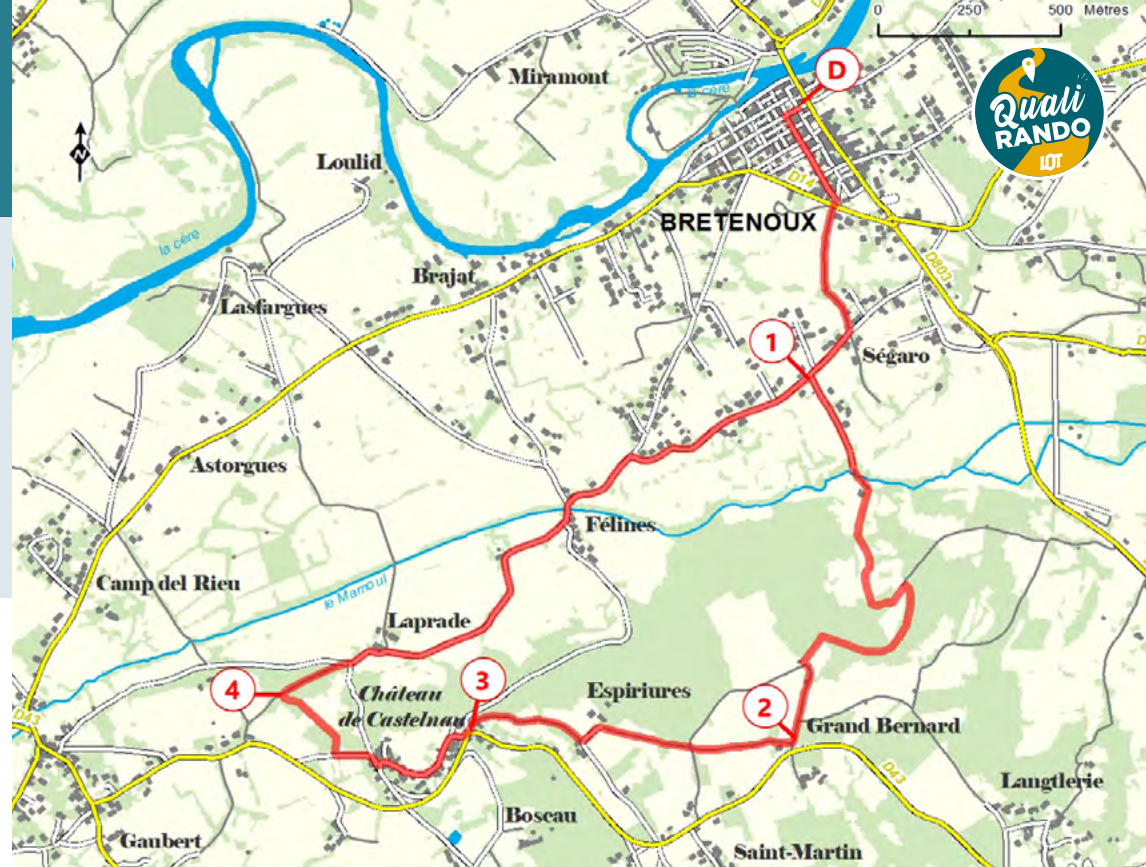 0 250 500 Mètres
Quali
RANDO
LOT
D
Miramont
la cère
N
Loulid
D14
BRETENOUX
la cère
Brajat
D803
Lasfargues
1
Ségaro
Astorgues
Félines
Camp del Rieu
le Mamoul
Laprade
4
Château
de Castelnau
3
Espiriures
2
Grand Bernard
D43
D43
Langtlerie
Boseau
Gaubert
Saint-Martin